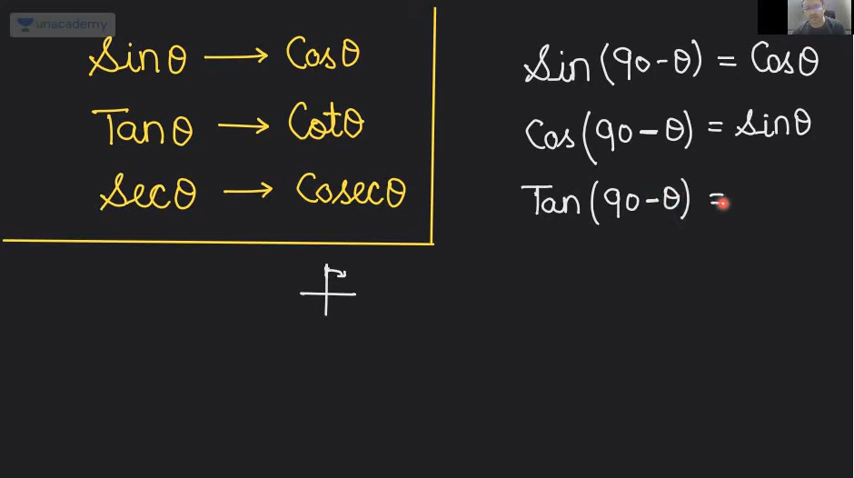 unacademy
Sinθ → Cosθ
Tanθ → Cotθ
Secθ → Cosecθ
Sin(90-θ) = Cosθ
Cos(90-θ) = Sinθ
Tan(90-θ) =